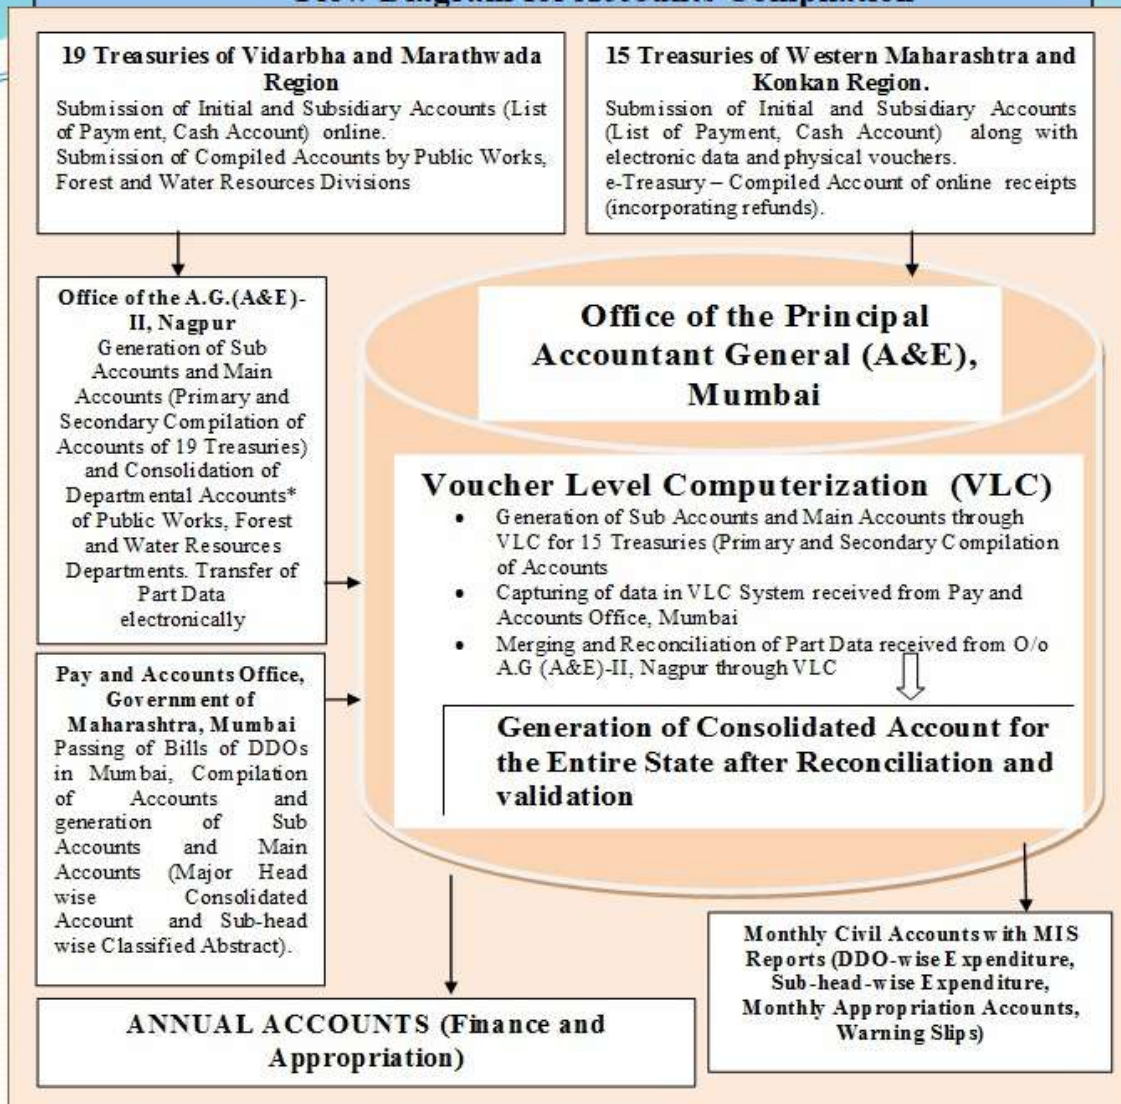 Flow Diagram for Accounts Compilation
19 Treasuries of Vidarbha and Marathwada
Region
Submission of Initial and Subsidiary Accounts (List
of Payment, Cash Account) online.
Submission of Compiled Accounts by Public Works,
Forest and Water Resources Divisions
15 Treasuries of Western Maharashtra and
Konkan Region.
Submission of Initial and Subsidiary Accounts
(List of Payment, Cash Account) along with
electronic data and physical vouchers.
e-Treasury – Compiled Account of online receipts
(incorporating refunds).
Office of the A.G.(A&E)-
II, Nagpur
Generation of Sub
Accounts and Main
Accounts (Primary and
Secondary Compilation of
Accounts of 19 Treasuries)
and Consolidation of
Departmental Accounts*
of Public Works, Forest
and Water Resources
Departments. Transfer of
Part Data
electronically
Office of the Principal
Accountant General (A&E),
Mumbai
Voucher Level Computerization (VLC)
• Generation of Sub Accounts and Main Accounts through
VLC for 15 Treasuries (Primary and Secondary Compilation
of Accounts
• Capturing of data in VLC System received from Pay and
Accounts Office, Mumbai
• Merging and Reconciliation of Part Data received from O/o
A.G (A&E)-II, Nagpur through VLC
Generation of Consolidated Account for
the Entire State after Reconciliation and
validation
Pay and Accounts Office,
Government of
Maharashtra, Mumbai
Passing of Bills of DDOs
in Mumbai, Compilation
of Accounts and
generation of Sub
Accounts and Main
Accounts (Major Head
wise Consolidated
Account and Sub-head
wise Classified Abstract).
ANNUAL ACCOUNTS (Finance and
Appropriation)
Monthly Civil Accounts with MIS
Reports (DDO-wise Expenditure,
Sub-head-wise Expenditure,
Monthly Appropriation Accounts,
Warning Slips)